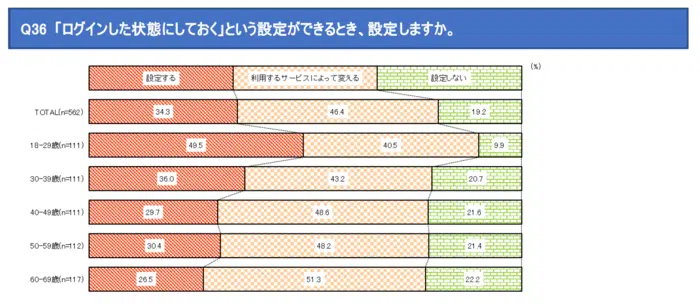 Q36 「ログインした状態にしておく」という設定ができるとき、設定しますか。
(%)
設定する 利用するサービスによって変える 設定しない
TOTAL(n=562) 34.3 46.4 19.2
18-29歳(n=111) 49.5 40.5 9.9
30-39歳(n=111) 36.0 43.2 20.7
40-49歳(n=111) 29.7 48.6 21.6
50-59歳(n=112) 30.4 48.2 21.4
60-69歳(n=117) 26.5 51.3 22.2